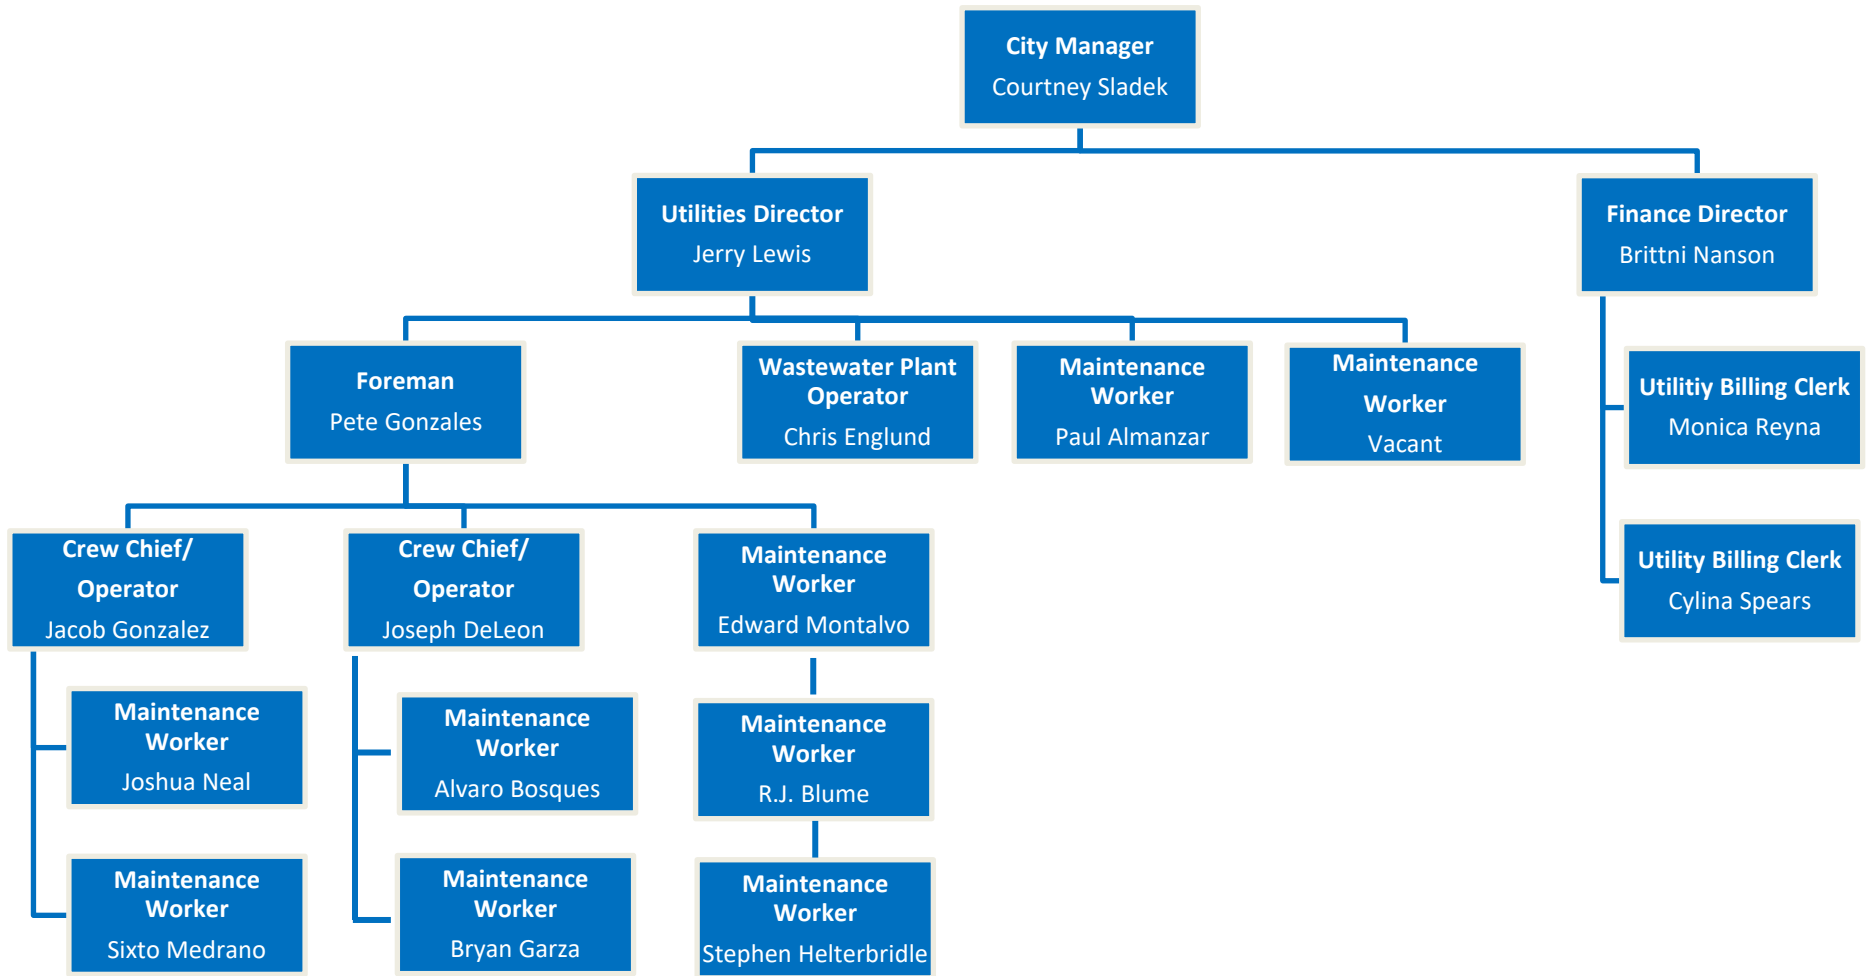 City Manager
Courtney Sladek
Utilities Director
Jerry Lewis
Finance Director
Brittni Nanson
Foreman
Pete Gonzales
Wastewater Plant
Operator
Chris Englund
Maintenance
Worker
Paul Almanzar
Maintenance
Worker
Vacant
Utilitiy Billing Clerk
Monica Reyna
Utility Billing Clerk
Cylina Spears
Crew Chief/
Operator
Jacob Gonzalez
Crew Chief/
Operator
Joseph DeLeon
Maintenance
Worker
Edward Montalvo
Maintenance
Worker
Joshua Neal
Maintenance
Worker
Alvaro Bosques
Maintenance
Worker
R.J. Blume
Maintenance
Worker
Sixto Medrano
Maintenance
Worker
Bryan Garza
Maintenance
Worker
Stephen Helterbridle